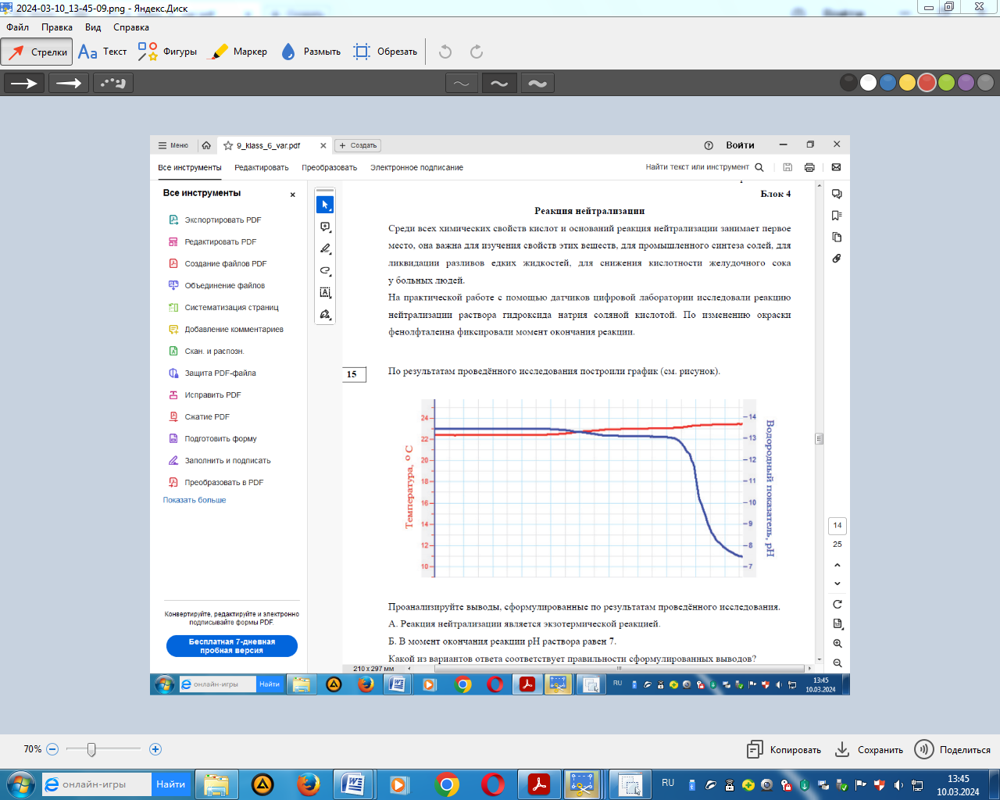 2024-03-10_13-45-09.png - Яндекс.Диск
Файл Правка Вид Справка
Стрелки Текст Фигуры Маркер Размыть Обрезать
Меню 9_klass_6_var.pdf Создать Войти
Все инструменты Редактировать Преобразовать Электронное подписание Найти текст или инструмент
Все инструменты
Экспортировать PDF
Редактировать PDF
Создание файлов PDF
Объединение файлов
Систематизация страниц
Добавление комментариев
Скан. и распозн.
Защита PDF-файла
Исправить PDF
Сжатие PDF
Подготовить форму
Заполнить и подписать
Преобразовать в PDF
Показать больше
Конвертируйте, редактируйте и электронно
подписывайте формы PDF.
Бесплатная 7-дневная
пробная версия
Блок 4
Реакция нейтрализации
Среди всех химических свойств кислот и оснований реакция нейтрализации занимает первое
место, она важна для изучения свойств этих веществ, для промышленного синтеза солей, для
ликвидации разливов едких жидкостей, для снижения кислотности желудочного сока
у больных людей.
На практической работе с помощью датчиков цифровой лаборатории исследовали реакцию
нейтрализации раствора гидроксида натрия соляной кислотой. По изменению окраски
фенолфталеина фиксировали момент окончания реакции.
15 По результатам проведённого исследования построили график (см. рисунок).
Температура, °C
24
22
20
18
16
14
12
10
14
13
12
11
10
9
8
7
Водородный показатель, pH
Проанализируйте выводы, сформулированные по результатам проведённого исследования.
А. Реакция нейтрализации является экзотермической реакцией.
Б. В момент окончания реакции pH раствора равен 7.
Какой из вариантов ответа соответствует правильности сформулированных выводов?
14
25
210 x 297 мм
онлайн-игры Найти RU 13:45
10.03.2024
70% Копировать Сохранить Поделиться
онлайн-игры Найти RU 13:45
10.03.2024